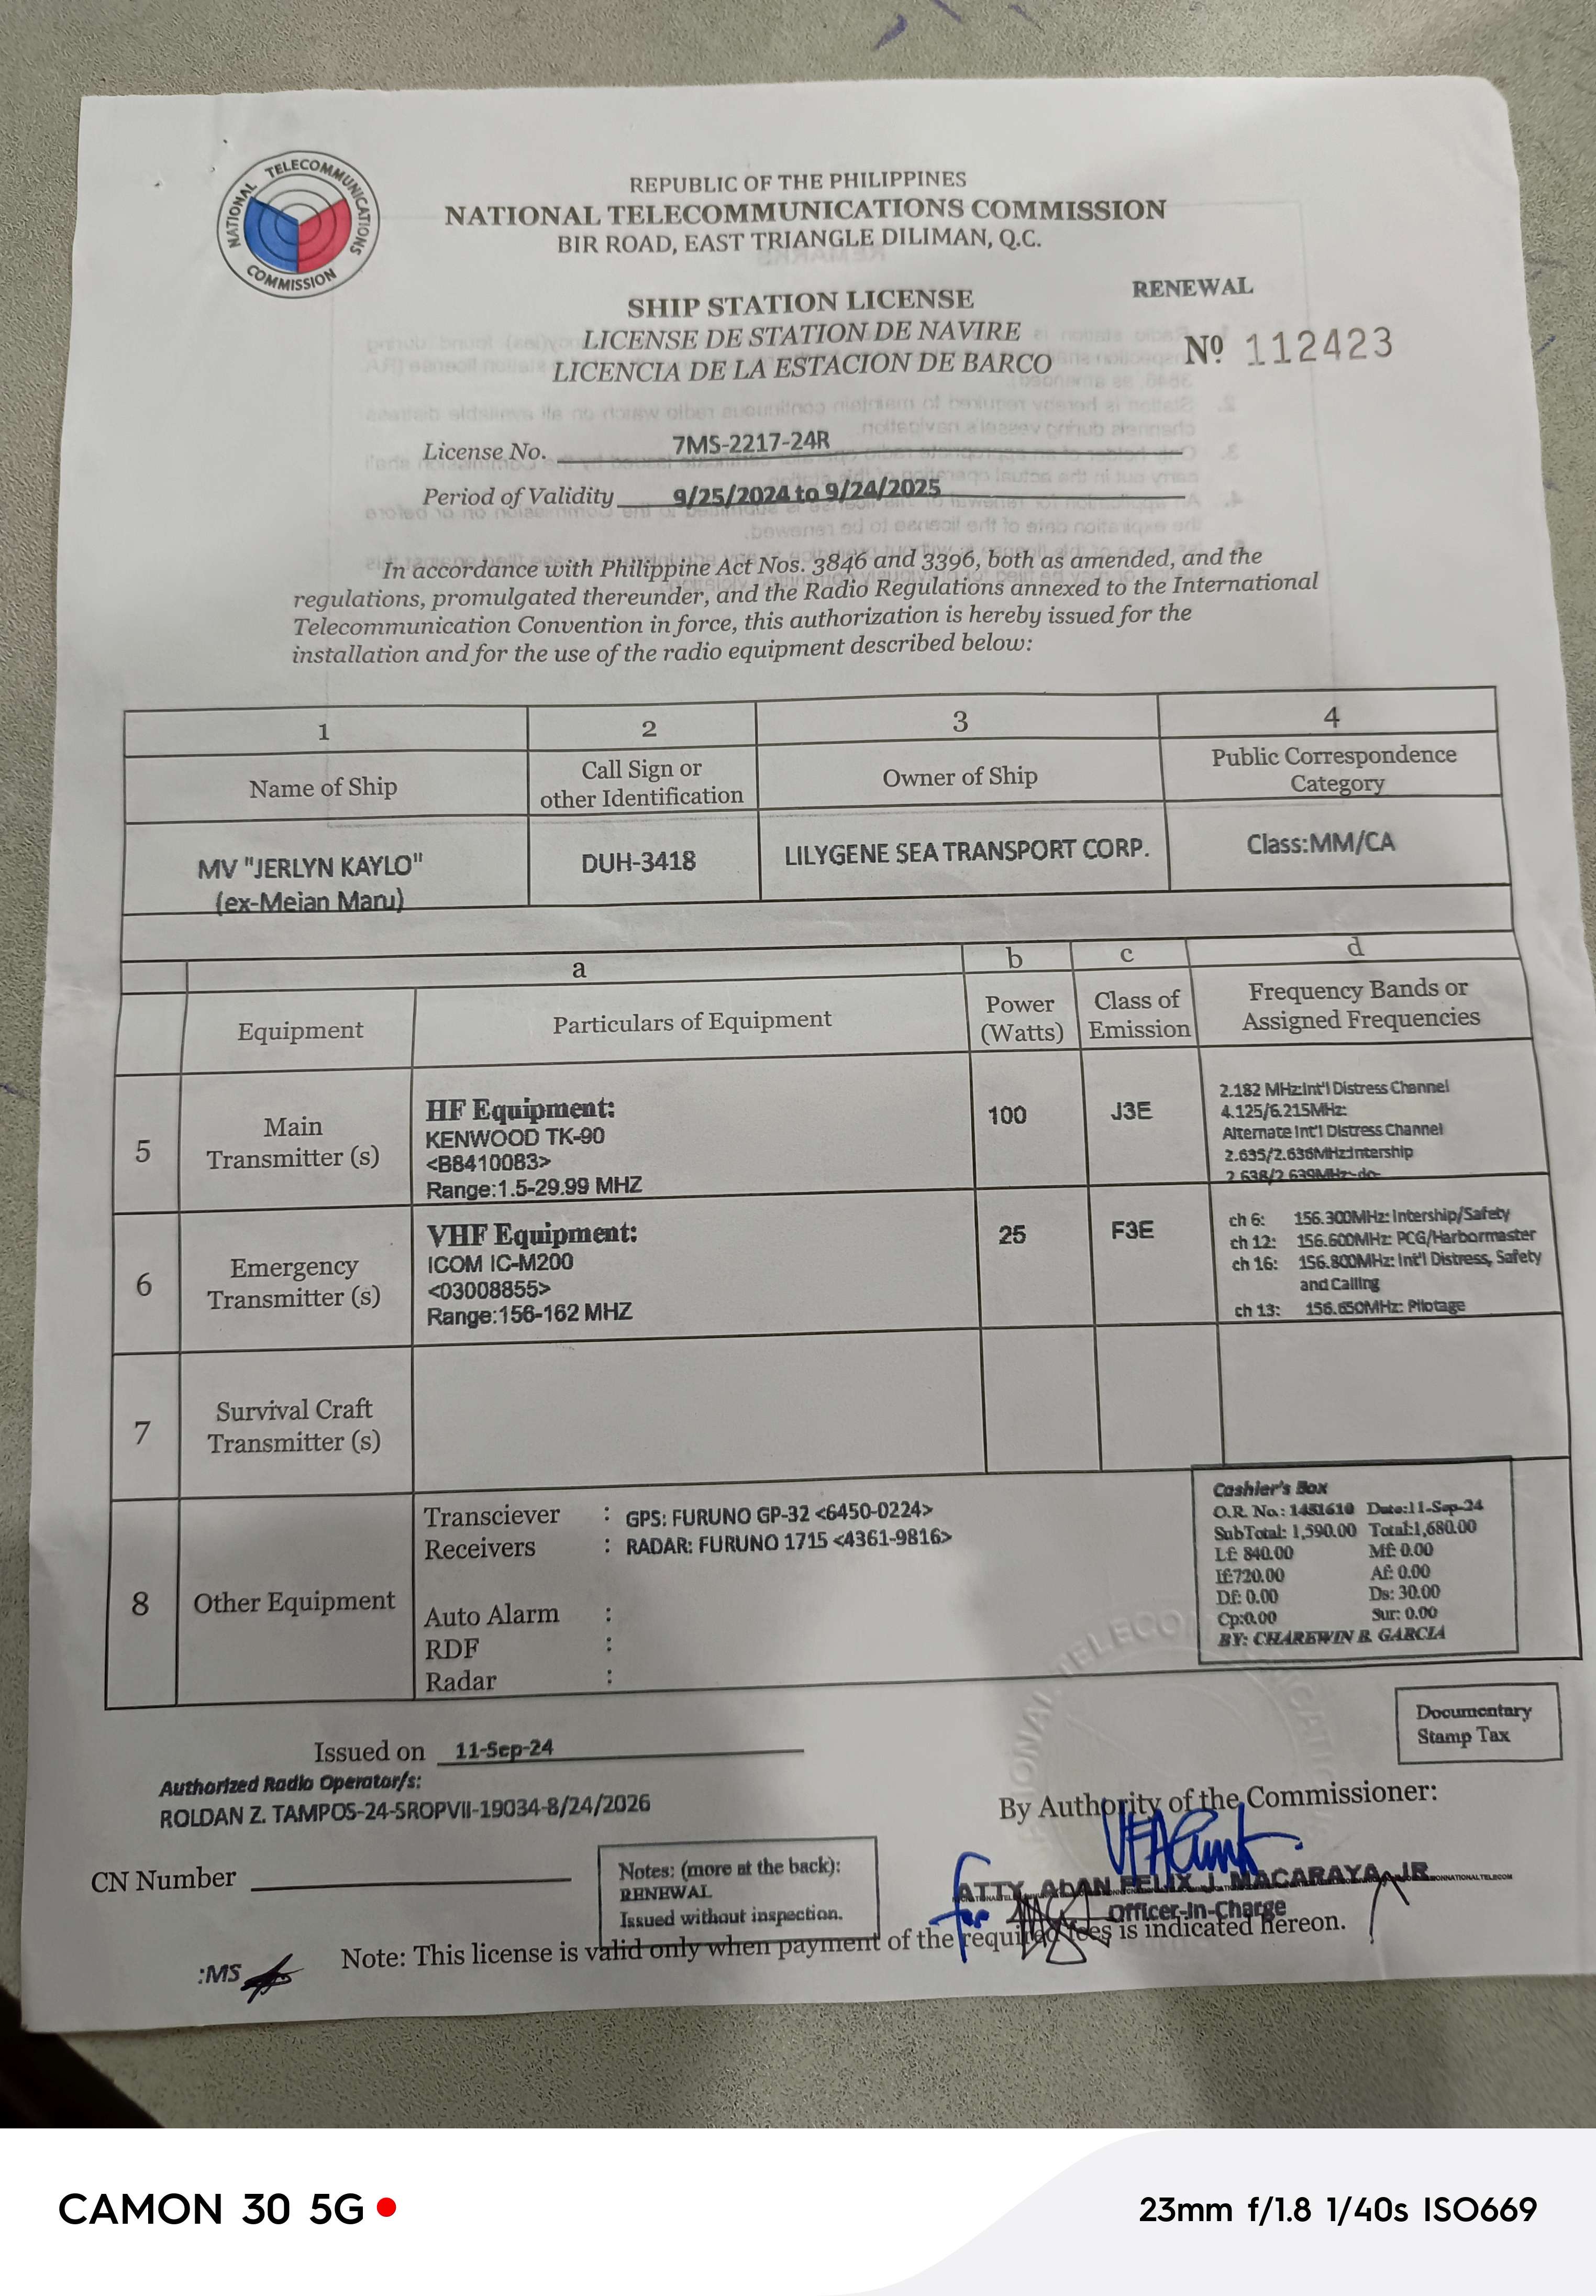 NATIONAL TELECOMMUNICATIONS COMMISSION
REPUBLIC OF THE PHILIPPINES
NATIONAL TELECOMMUNICATIONS COMMISSION
BIR ROAD, EAST TRIANGLE DILIMAN, Q.C.
RENEWAL
SHIP STATION LICENSE
LICENSE DE STATION DE NAVIRE
LICENCIA DE LA ESTACION DE BARCO
Nº 112423
License No. 7MS-2217-24R
Period of Validity 9/25/2024 to 9/24/2025
In accordance with Philippine Act Nos. 3846 and 3396, both as amended, and the
regulations, promulgated thereunder, and the Radio Regulations annexed to the International
Telecommunication Convention in force, this authorization is hereby issued for the
installation and for the use of the radio equipment described below:
1 2 3 4
Name of Ship
Call Sign or
other Identification
Owner of Ship
Public Correspondence
Category
MV "JERLYN KAYLO"
(ex-Meian Maru)
DUH-3418
LILYGENE SEA TRANSPORT CORP.
Class:MM/CA
a b c d
Equipment
Particulars of Equipment
Power
(Watts)
Class of
Emission
Frequency Bands or
Assigned Frequencies
5
Main
Transmitter (s)
HF Equipment:
KENWOOD TK-90
<B8410083>
Range:1.5-29.99 MHZ
100
J3E
2.182 MHz:Int'l Distress Channel
4.125/6.215MHz:
Alternate Int'l Distress Channel
2.635/2.636MHz:Intership
2.638/2.639MHz:-do-
6
Emergency
Transmitter (s)
VHF Equipment:
ICOM IC-M200
<03008855>
Range:156-162 MHZ
25
F3E
ch 6: 156.300MHz: Intership/Safety
ch 12: 156.600MHz: PCG/Harbormaster
ch 16: 156.800MHz: Int'l Distress, Safety
and Calling
ch 13: 156.650MHz: Pilotage
7
Survival Craft
Transmitter (s)
8
Other Equipment
Transciever : GPS: FURUNO GP-32 <6450-0224>
Receivers : RADAR: FURUNO 1715 <4361-9816>
Auto Alarm :
RDF :
Radar :
Cashier's Box
O.R. No.: 1451610 Date:11-Sep-24
SubTotal: 1,590.00 Total:1,680.00
Lf: 840.00 Mf: 0.00
If:720.00 Af: 0.00
Df: 0.00 Ds: 30.00
Cp:0.00 Sur: 0.00
BY: CHAREWIN B. GARCIA
Documentary
Stamp Tax
Issued on 11-Sep-24
Authorized Radio Operator/s:
ROLDAN Z. TAMPOS-24-SROPVII-19034-8/24/2026
By Authority of the Commissioner:
CN Number
Notes: (more at the back):
RENEWAL
Issued without inspection.
for ATTY. ALAN FELIX J. MACARAYA, JR.
Officer-In-Charge
Note: This license is valid only when payment of the required fees is indicated hereon.
:MS
CAMON 30 5G
23mm f/1.8 1/40s ISO669